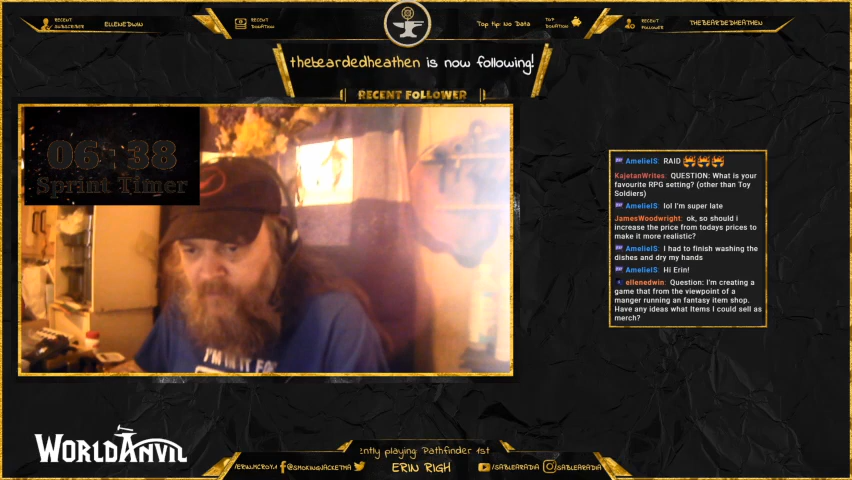 RECENT
SUBSCRIBER
ELLENEDWIN
RECENT
DONATION
Top tip: No Data
TOP
DONATION
RECENT
FOLLOWER
THEBEARDEDHEATHEN
thebeardedheathen is now following!
RECENT FOLLOWER
06:38
Sprint Timer
I'M IN IT FOR
AmelieIS: RAID
KajetanWrites: QUESTION: What is your
favourite RPG setting? (other than Toy
Soldiers)
AmelieIS: lol I'm super late
JamesWoodwright: ok, so should i
increase the price from todays prices to
make it more realistic?
AmelieIS: I had to finish washing the
dishes and dry my hands
AmelieIS: Hi Erin!
ellenedwin: Question: I'm creating a
game that from the viewpoint of a
manger running an fantasy item shop.
Have any ideas what Items I could sell as
merch?
WORLDANVIL
ently playing: Pathfinder 1st
@SMOKINGJACKETMA
ERIN RIGH
/SABLEARADIA
/SABLEARADIA